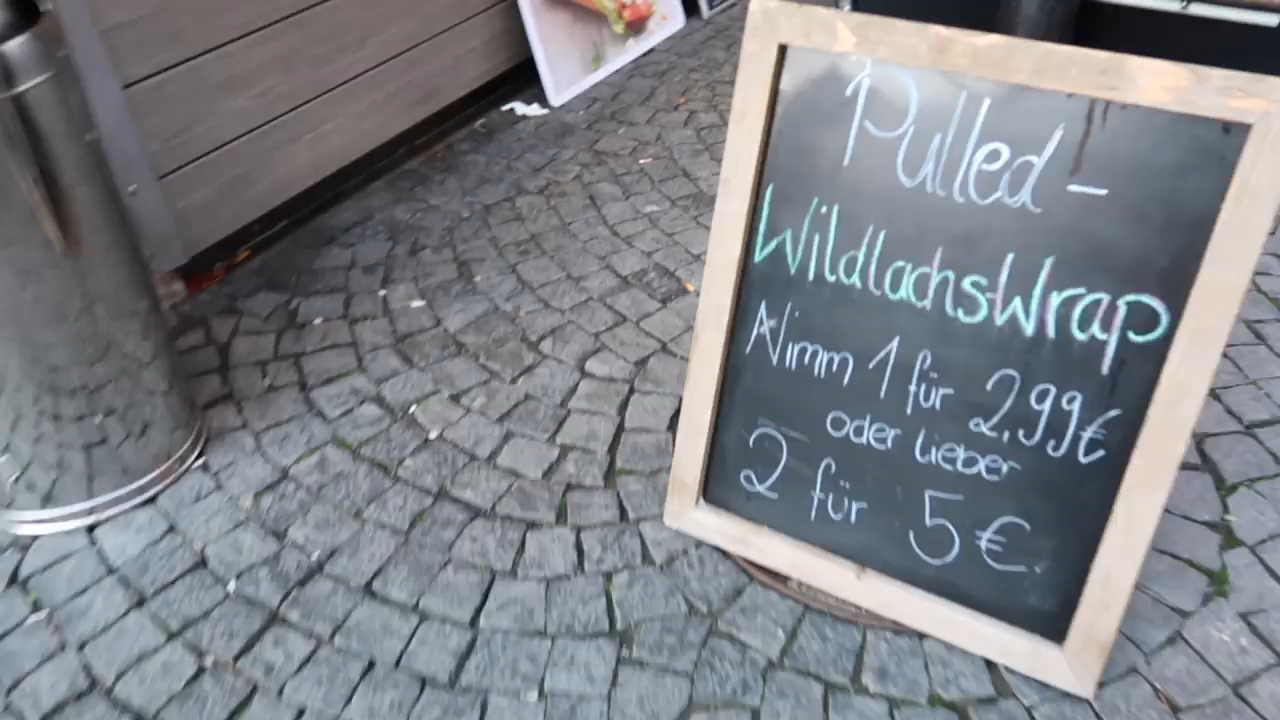 Pulled-
WildlachsWrap
Nimm 1 für 2,99€
oder Lieber
2 für 5€.